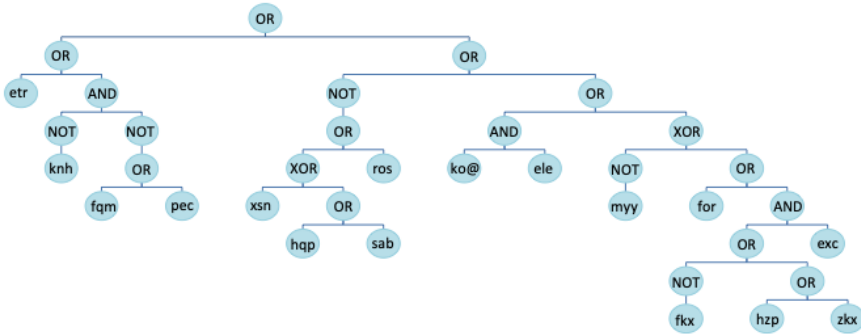 OR
OR OR
etr AND NOT OR
NOT NOT OR AND XOR
knh OR XOR ros ko@ ele NOT OR
fqm pec xsn OR myy for AND
hqp sab OR exc
NOT OR
fkx hzp zkx